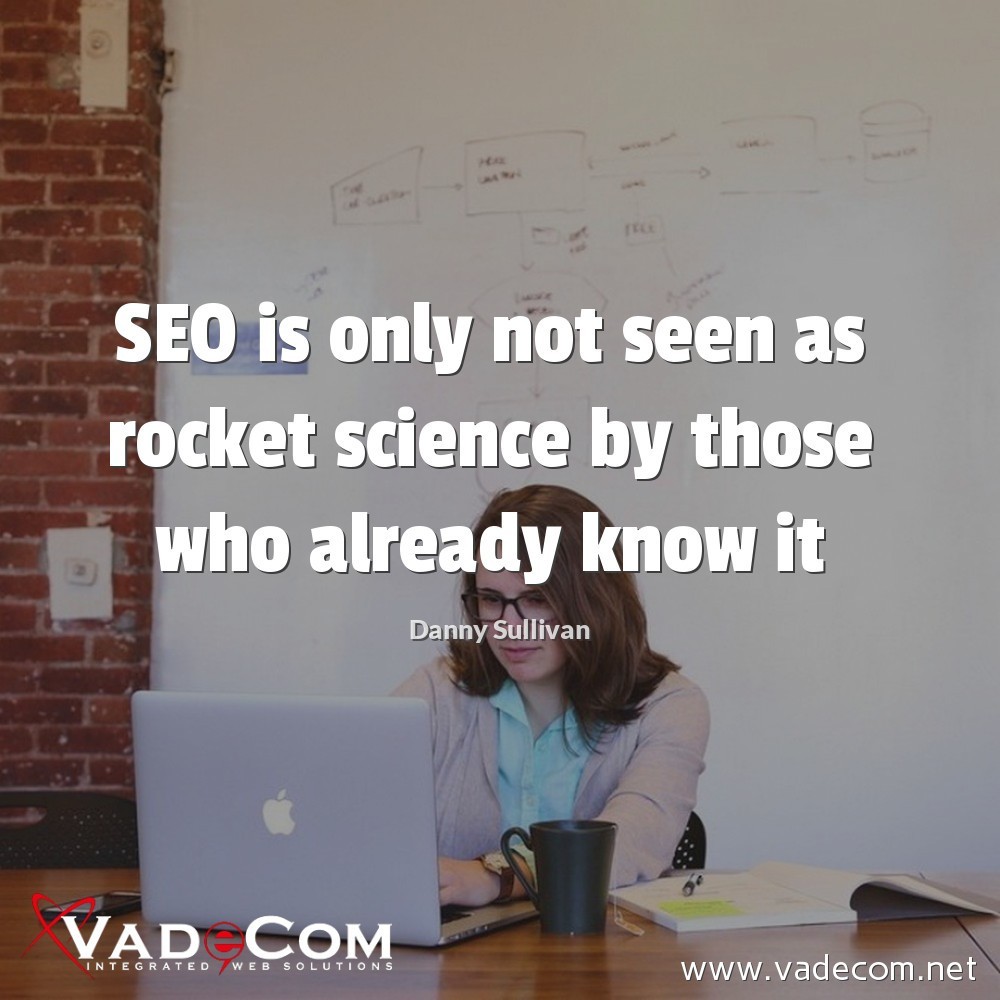 FREE
SEO is only not seen as
rocket science by those
who already know it
Danny Sullivan
VADeCOM
INTEGRATED WEB SOLUTIONS
www.vadecom.net